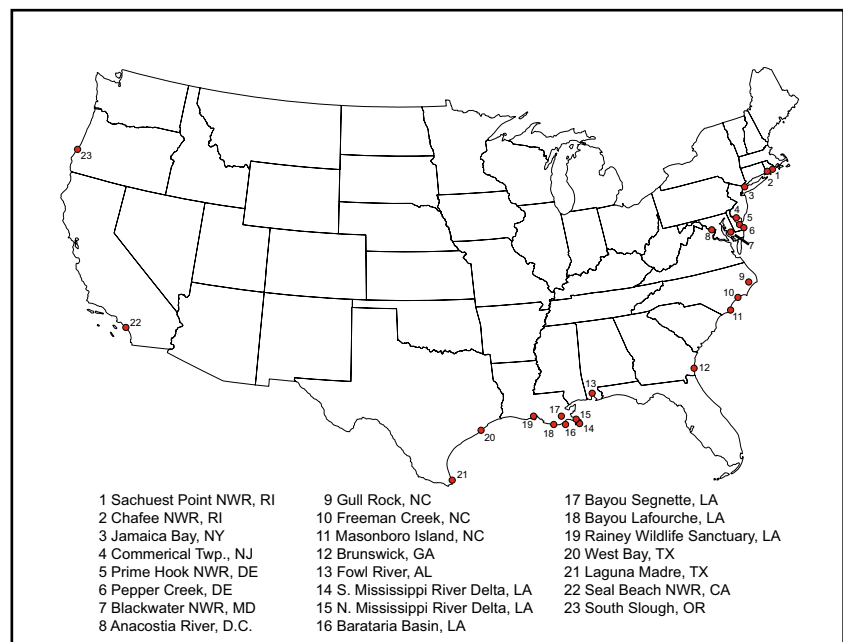 23
22
1
2
3
4
5
6
7
8
9
10
11
12
13
14
15
16
17
18
19
20
21
1 Sachuest Point NWR, RI
2 Chafee NWR, RI
3 Jamaica Bay, NY
4 Commerical Twp., NJ
5 Prime Hook NWR, DE
6 Pepper Creek, DE
7 Blackwater NWR, MD
8 Anacostia River, D.C.
9 Gull Rock, NC
10 Freeman Creek, NC
11 Masonboro Island, NC
12 Brunswick, GA
13 Fowl River, AL
14 S. Mississippi River Delta, LA
15 N. Mississippi River Delta, LA
16 Barataria Basin, LA
17 Bayou Segnette, LA
18 Bayou Lafourche, LA
19 Rainey Wildlife Sanctuary, LA
20 West Bay, TX
21 Laguna Madre, TX
22 Seal Beach NWR, CA
23 South Slough, OR